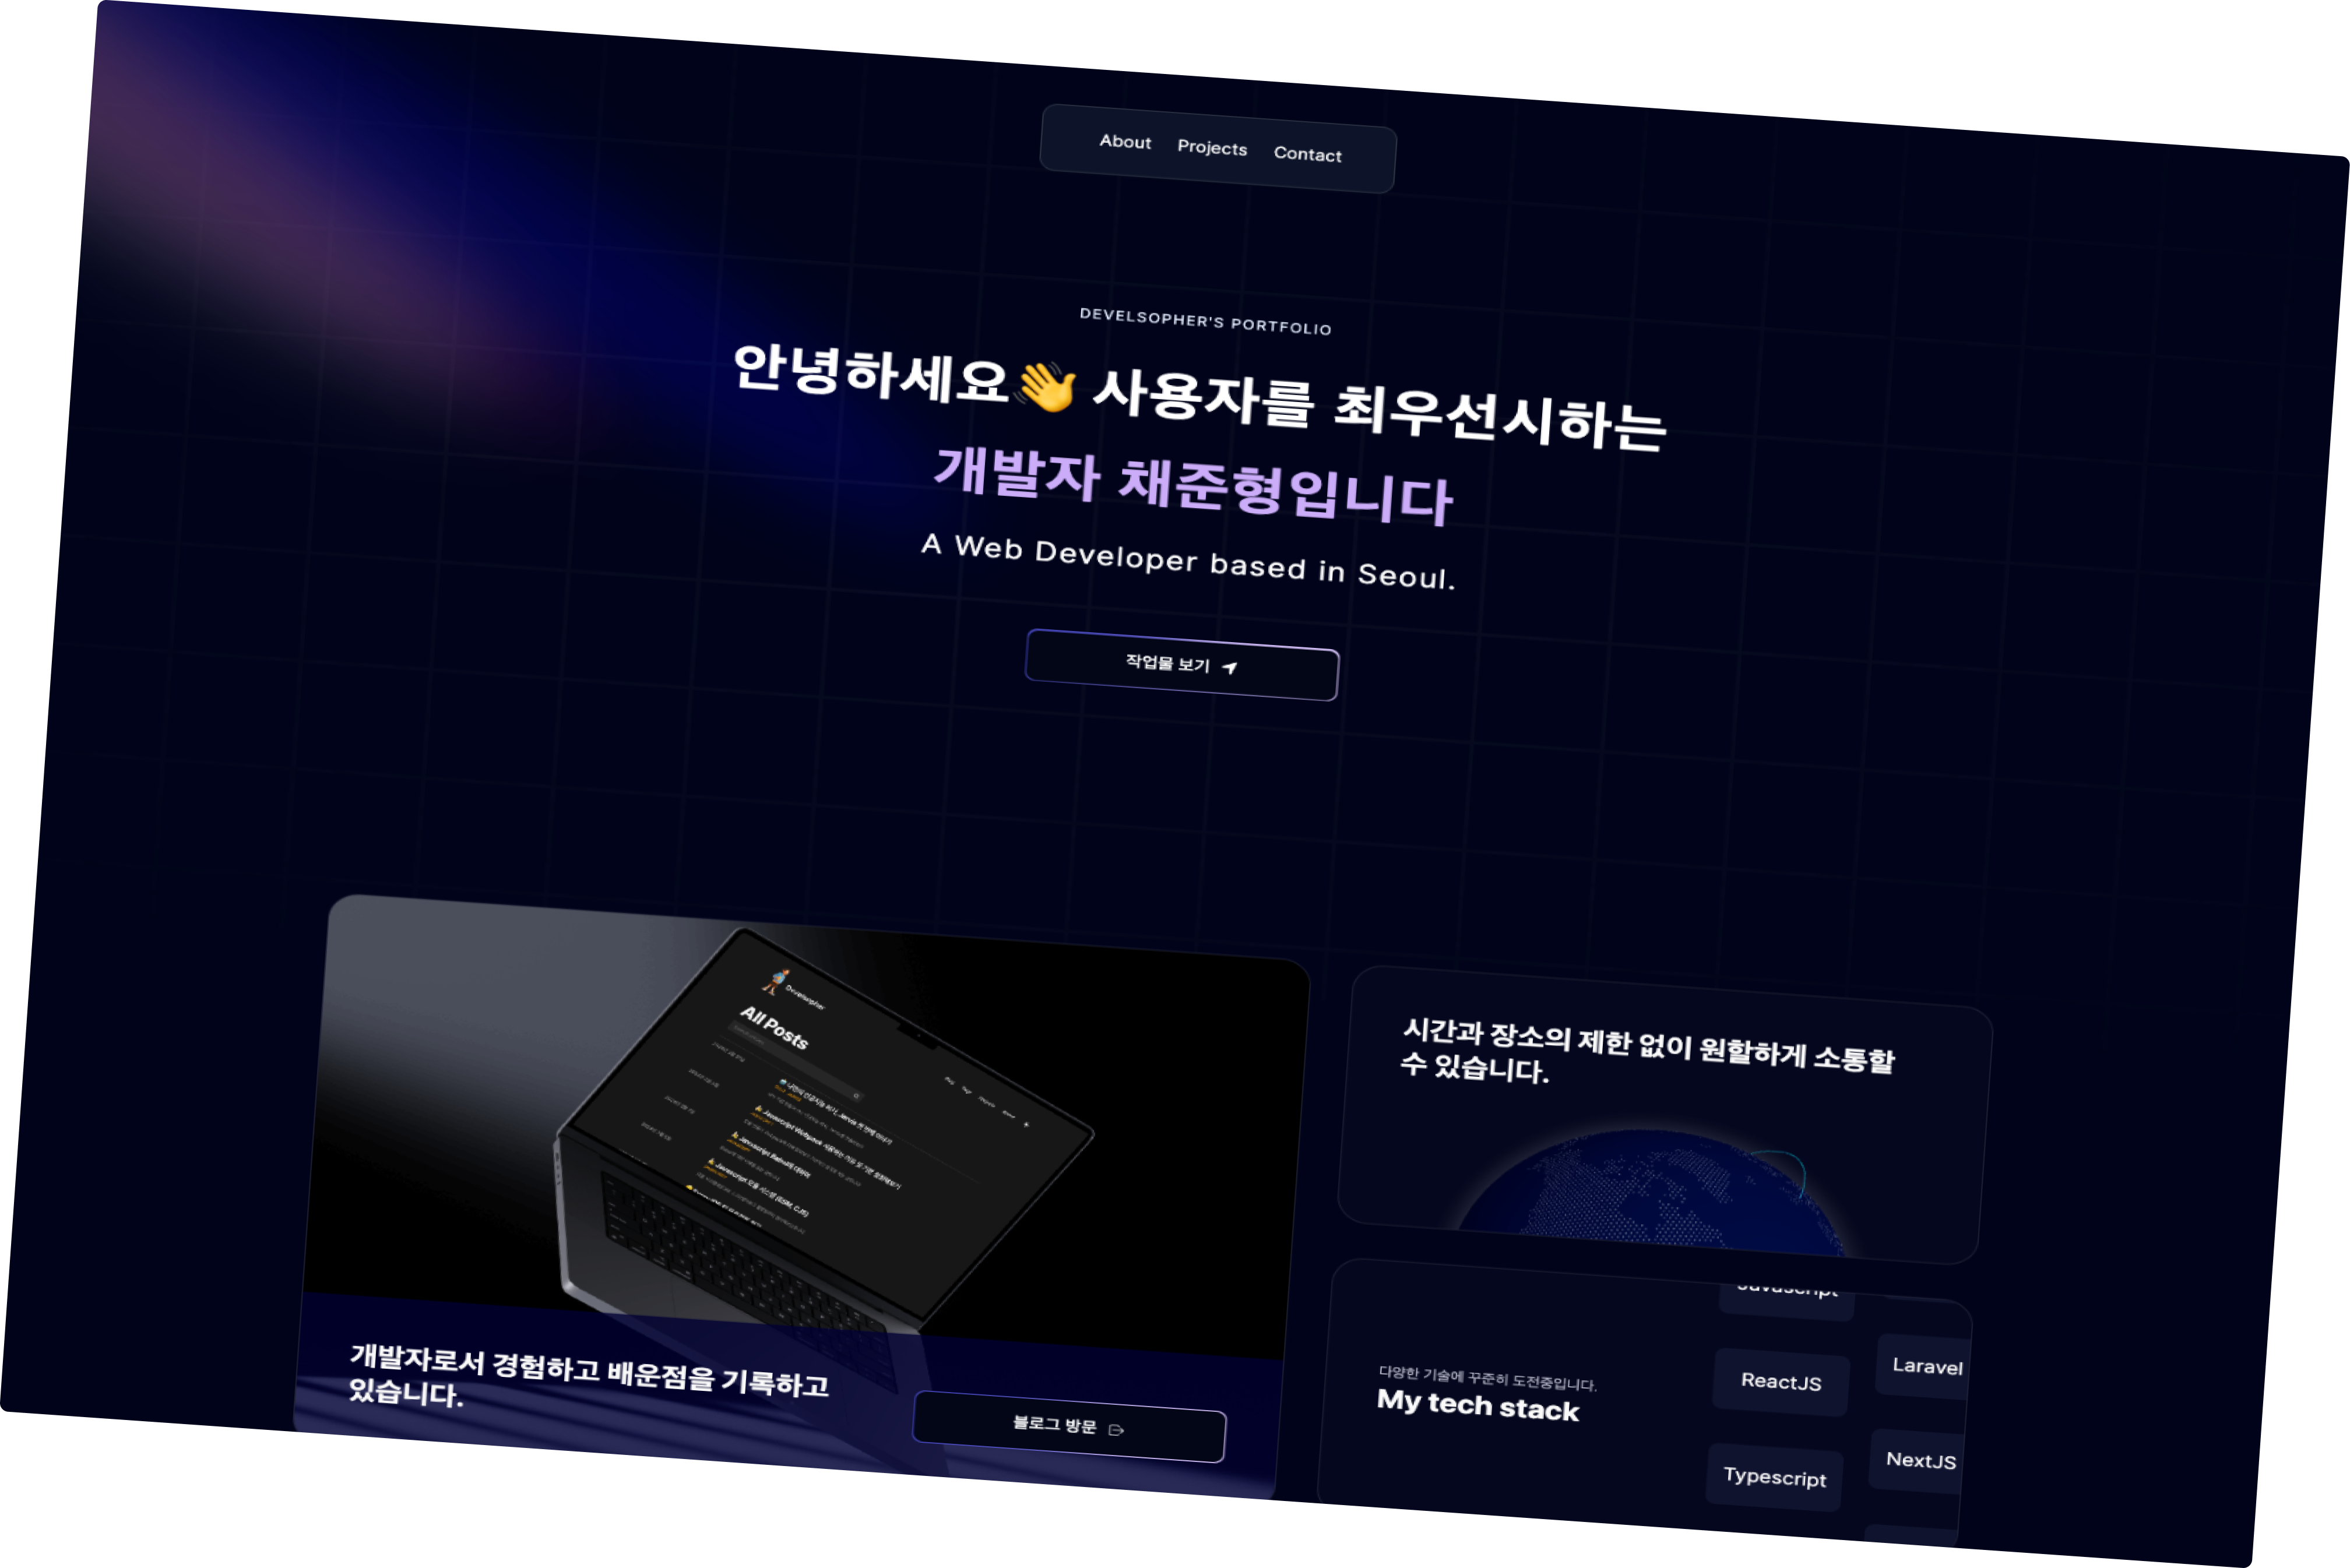 About Projects Contact
DEVELSOPHER'S PORTFOLIO
안녕하세요👋 사용자를 최우선시하는
개발자 채준형입니다
A Web Developer based in Seoul.
작업물 보기
Develsopher
All Posts
개발자로서 경험하고 배운점을 기록하고
있습니다.
블로그 방문
시간과 장소의 제한 없이 원할하게 소통할
수 있습니다.
다양한 기술에 꾸준히 도전중입니다.
My tech stack
Javascript
ReactJS
Typescript
Laravel
NextJS